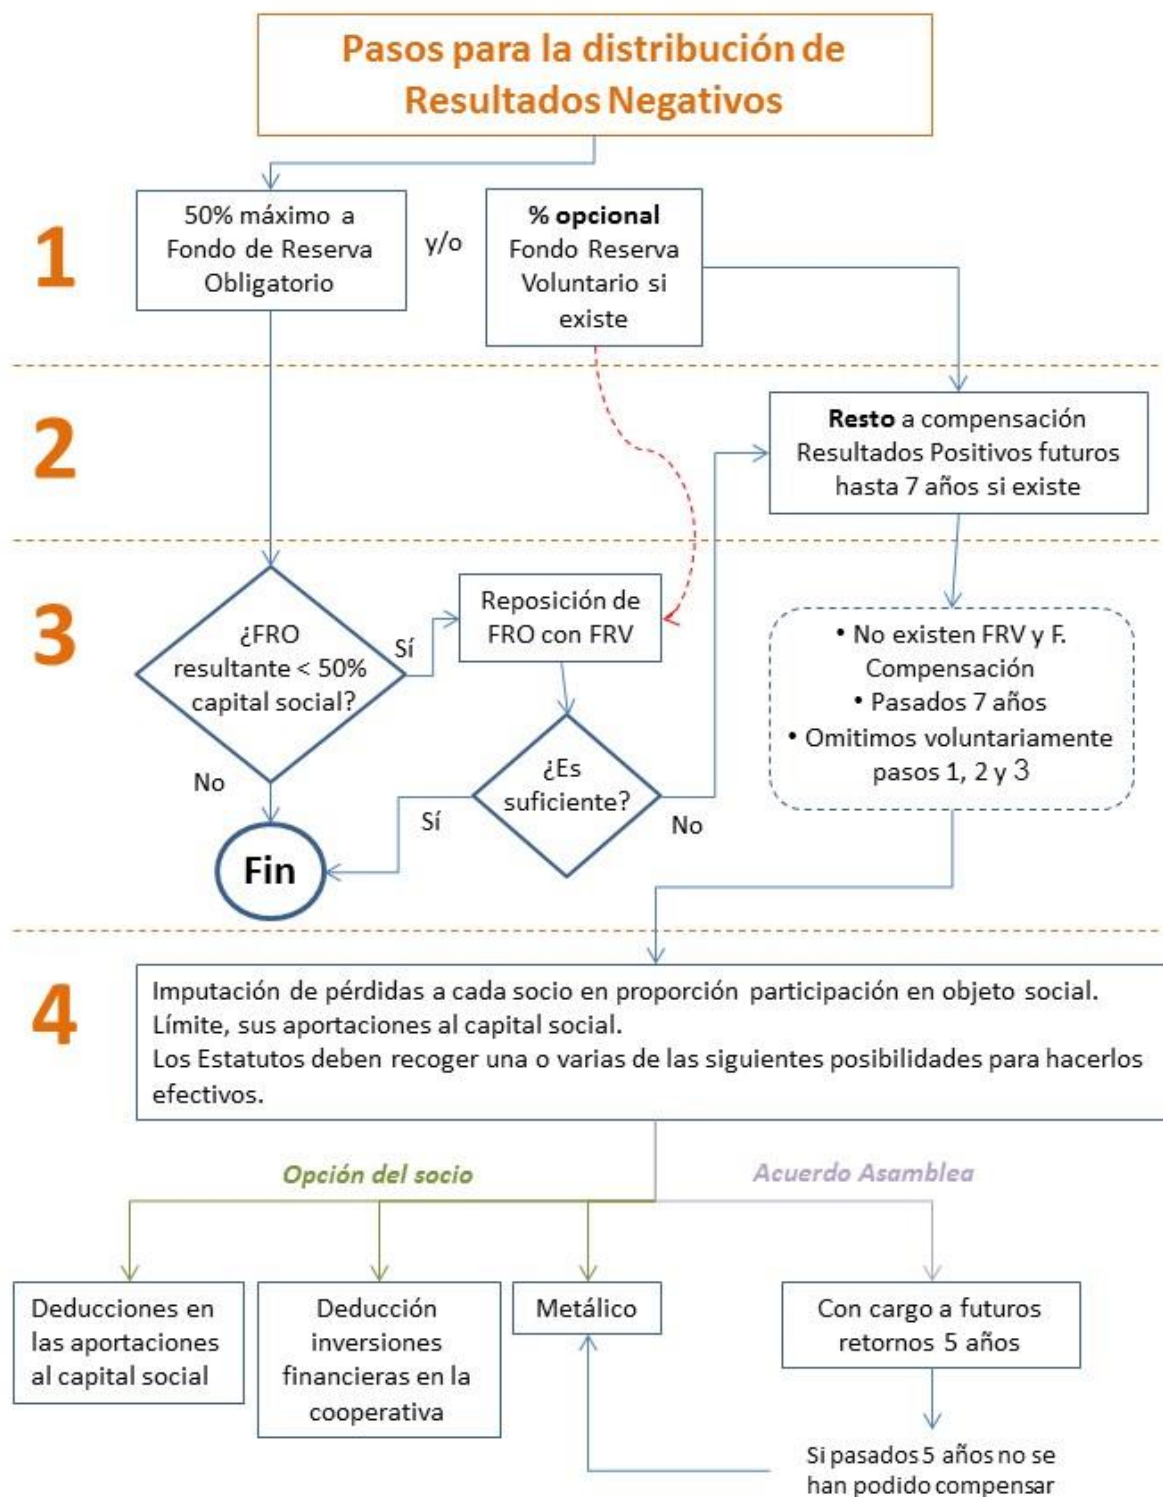 Pasos para la distribución de
Resultados Negativos
1
50% máximo a
Fondo de Reserva
Obligatorio
y/o
% opcional
Fondo Reserva
Voluntario si
existe
2
Resto a compensación
Resultados Positivos futuros
hasta 7 años si existe
3
¿FRO
resultante < 50%
capital social?
Sí
No
Reposición de
FRO con FRV
¿Es
suficiente?
Sí
No
Fin
• No existen FRV y F.
Compensación
• Pasados 7 años
• Omitimos voluntariamente
pasos 1, 2 y 3
4
Imputación de pérdidas a cada socio en proporción participación en objeto social.
Límite, sus aportaciones al capital social.
Los Estatutos deben recoger una o varias de las siguientes posibilidades para hacerlos
efectivos.
Opción del socio
Acuerdo Asamblea
Deducciones en
las aportaciones
al capital social
Deducción
inversiones
financieras en la
cooperativa
Metálico
Con cargo a futuros
retornos 5 años
Si pasados 5 años no se
han podido compensar